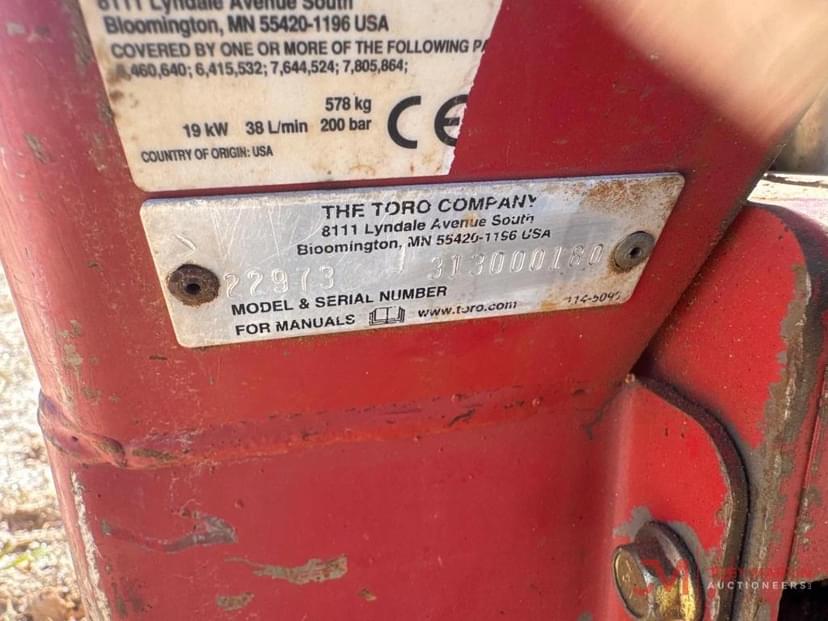 8111 Lyndale Avenue South
Bloomington, MN 55420-1196 USA
COVERED BY ONE OR MORE OF THE FOLLOWING PA
6,460,640; 6,415,532; 7,644,524; 7,805,864;
578 kg
19 kW 38 L/min 200 bar
CE
COUNTRY OF ORIGIN: USA
THE TORO COMPANY
8111 Lyndale Avenue South
Bloomington, MN 55420-1196 USA
22973 313000180
MODEL & SERIAL NUMBER
FOR MANUALS www.toro.com
AUCTIONEERS